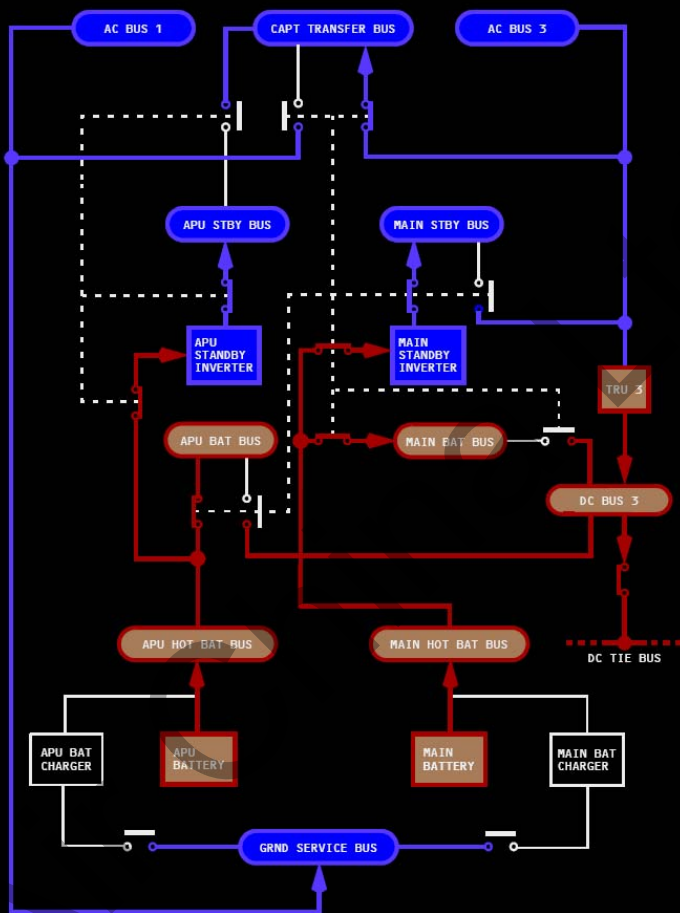 AC BUS 1
CAPT TRANSFER BUS
AC BUS 3
APU STBY BUS
MAIN STBY BUS
APU
STANDBY
INVERTER
MAIN
STANDBY
INVERTER
TRU 3
APU BAT BUS
MAIN BAT BUS
DC BUS 3
APU HOT BAT BUS
MAIN HOT BAT BUS
DC TIE BUS
APU BAT
CHARGER
APU
BATTERY
MAIN
BATTERY
MAIN BAT
CHARGER
GRND SERVICE BUS